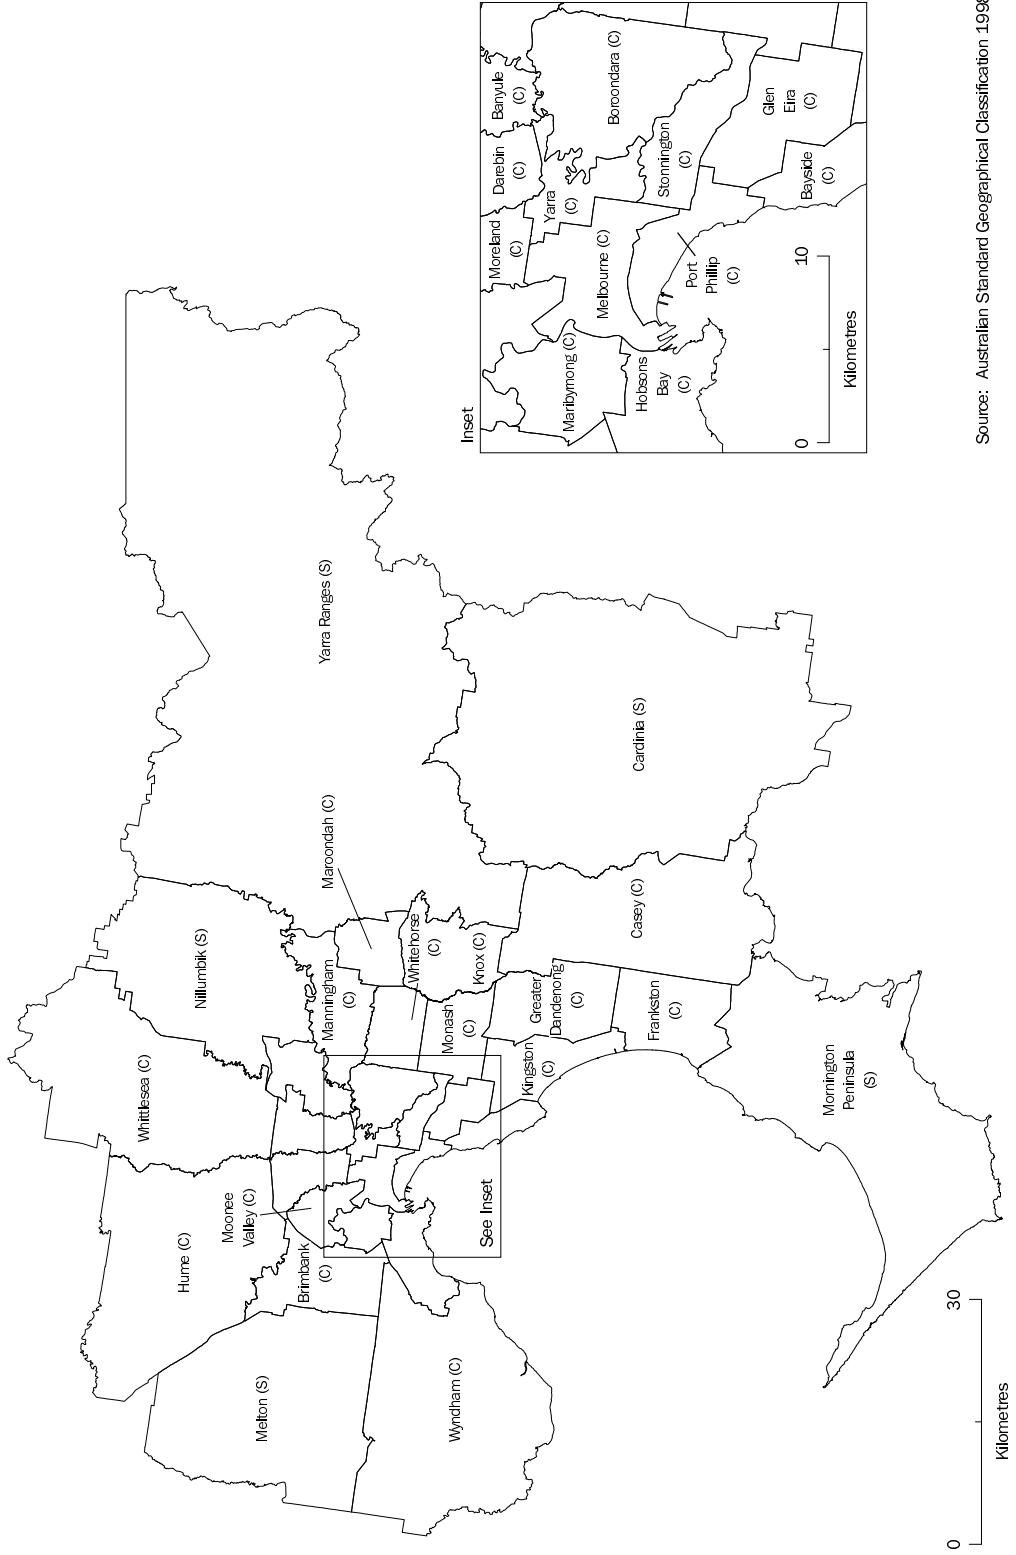 Whittlesea (C)
Nillumbik (S)
Hume (C)
Moonee
Valley (C)
Brimbank
(C)
Melton (S)
Wyndham (C)
Yarra Ranges (S)
Maroondah (C)
Manningham
(C)
Whitehorse
(C)
Knox (C)
Monash
(C)
Greater
Dandenong
(C)
Kingston
(C)
Frankston
(C)
Casey (C)
Cardinia (S)
Mornington
Peninsula
(S)
See Inset
0
30
Kilometres
Inset
Banyule
(C)
Darebin
(C)
Moreland
(C)
Yarra
(C)
Boroondara (C)
Stonnington
(C)
Glen
Eira
(C)
Bayside
(C)
Melbourne (C)
Port
Phillip
(C)
Maribyrnong (C)
Hobsons
Bay
(C)
0
10
Kilometres
Source: Australian Standard Geographical Classification 1998